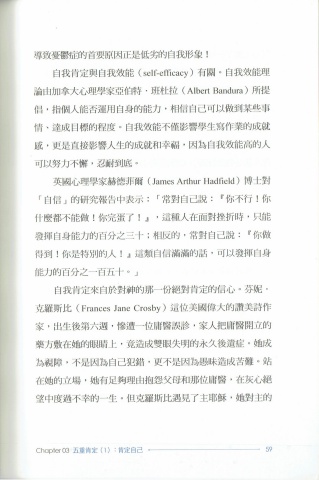 導致憂鬱症的首要原因正是低劣的自我形象！
自我肯定與自我效能（self-efficacy）有關。自我效能理
論由加拿大心理學家亞伯特．班杜拉（Albert Bandura）所提
倡，指個人能否運用自身的能力，相信自己可以做到某些事
情、達成目標的程度。自我效能不僅影響學生寫作業的成就
感，更是直接影響人生的成就和幸福，因為自我效能高的人
可以努力不懈，忍耐到底。
英國心理學家赫德菲爾（James Arthur Hadfield）博士對
「自信」的研究報告中表示：「常對自己說：『你不行！你
什麼都不能做！你完蛋了！』，這種人在面對挫折時，只能
發揮自身能力的百分之三十；相反的，常對自己說：『你做
得到！你是特別的人！』這類自信滿滿的話，可以發揮自身
能力的百分之一百五十。」
自我肯定來自於對神的那一份絕對肯定的信心。芬妮．
克羅斯比（Frances Jane Crosby）這位美國偉大的讚美詩作
家，出生後第六週，慘遭一位庸醫誤診，家人把庸醫開立的
藥方敷在她的眼睛上，竟造成雙眼失明的永久後遺症。她成
為視障，不是因為自己犯錯，更不是因為愚昧造成苦難。站
在她的立場，她有足夠理由抱怨父母和那位庸醫，在灰心絕
望中度過不幸的一生。但克羅斯比遇見了主耶穌，她對主的
Chapter 03 五重肯定（1）：肯定自己 59